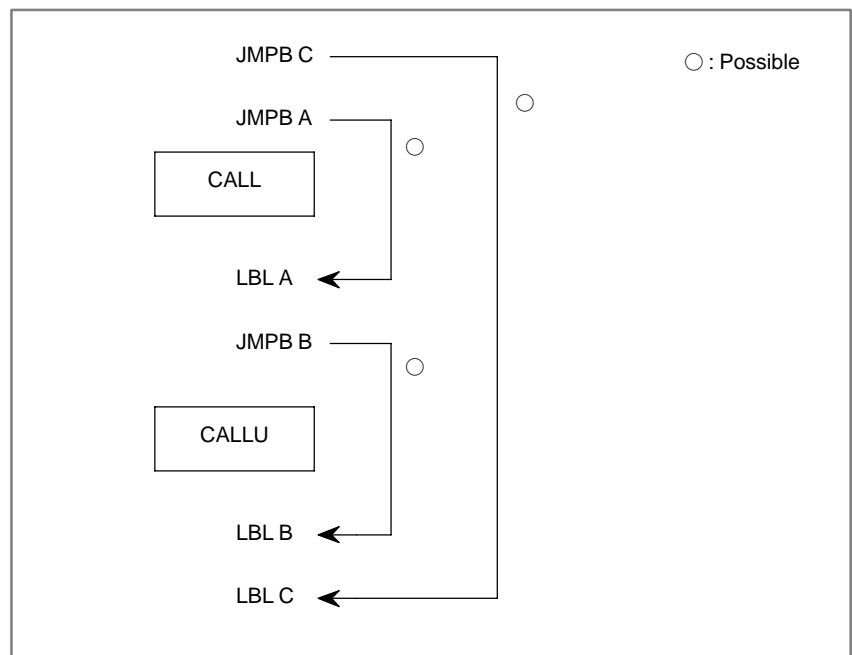 JMPB C
○ : Possible
JMPB A
CALL
LBL A
JMPB B
CALLU
LBL B
LBL C